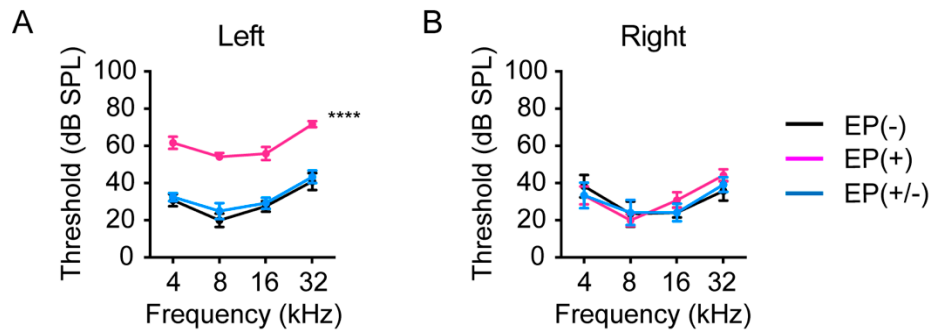 A
Left
Threshold (dB SPL)
100
80
60
40
20
0
****
4 8 16 32
Frequency (kHz)
B
Right
Threshold (dB SPL)
100
80
60
40
20
0
4 8 16 32
Frequency (kHz)
EP(-)
EP(+)
EP(+/-)